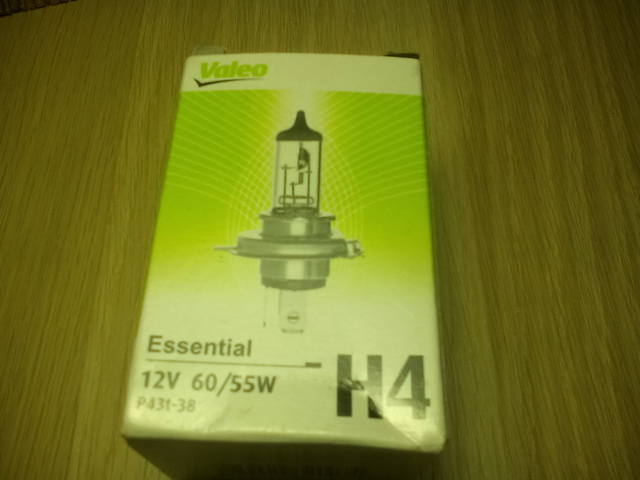 Valeo
Essential
12V 60/55W
P43t-38
H4